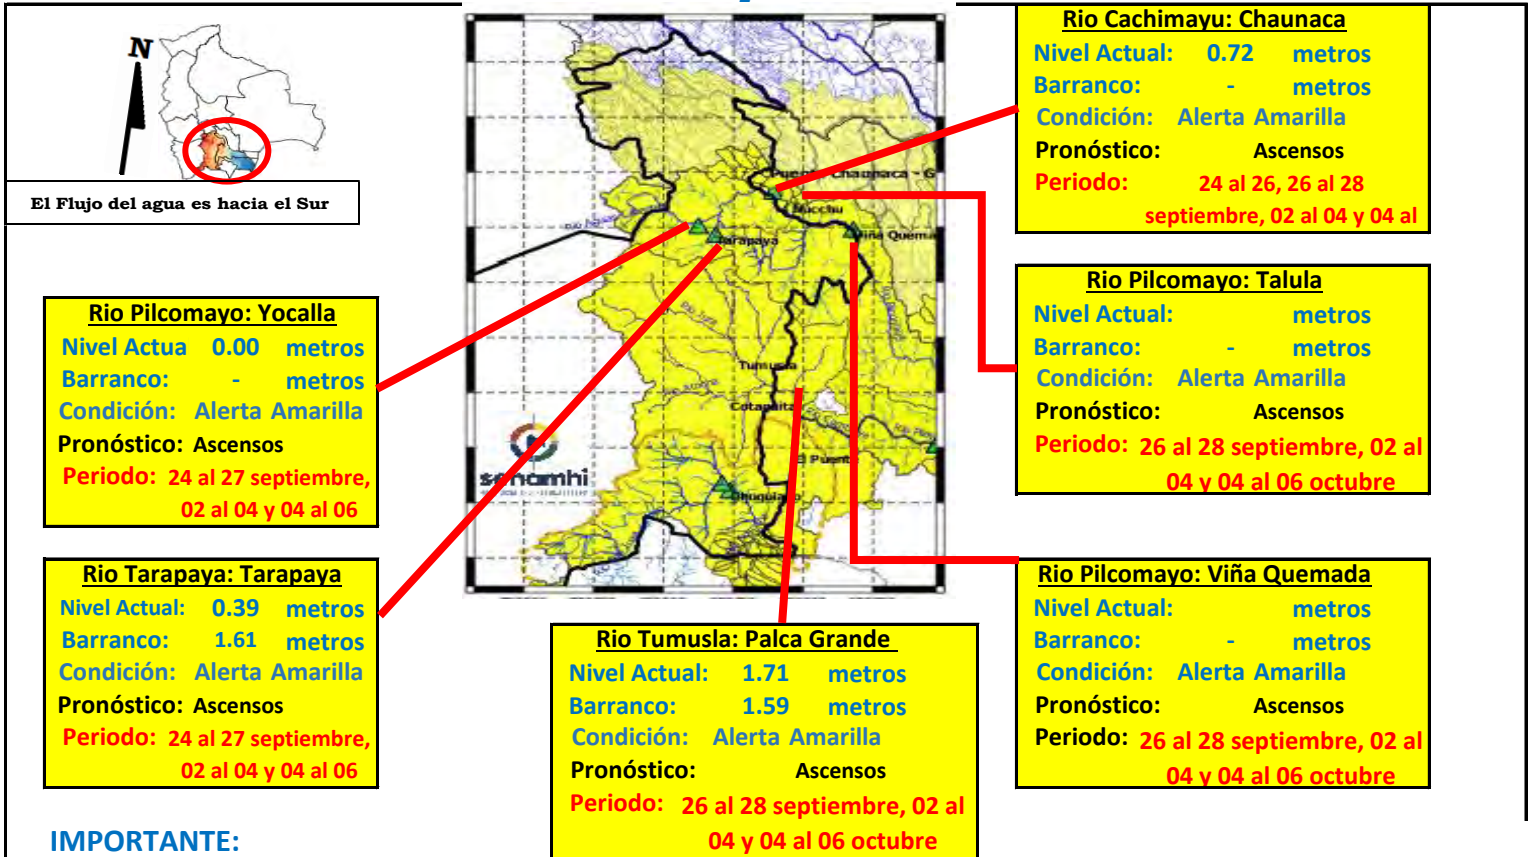 N
El Flujo del agua es hacia el Sur
Puente Chaunaca - G
Ñucchu
Tarapaya
Viña Quema
Tumusla
Cotagaita
El Puente
Chuquiago
senamhi
Rio Cachimayu: Chaunaca
Nivel Actual: 0.72 metros
Barranco: - metros
Condición: Alerta Amarilla
Pronóstico: Ascensos
Periodo: 24 al 26, 26 al 28
septiembre, 02 al 04 y 04 al
Rio Pilcomayo: Talula
Nivel Actual: metros
Barranco: - metros
Condición: Alerta Amarilla
Pronóstico: Ascensos
Periodo: 26 al 28 septiembre, 02 al
04 y 04 al 06 octubre
Rio Pilcomayo: Yocalla
Nivel Actua 0.00 metros
Barranco: - metros
Condición: Alerta Amarilla
Pronóstico: Ascensos
Periodo: 24 al 27 septiembre,
02 al 04 y 04 al 06
Rio Tarapaya: Tarapaya
Nivel Actual: 0.39 metros
Barranco: 1.61 metros
Condición: Alerta Amarilla
Pronóstico: Ascensos
Periodo: 24 al 27 septiembre,
02 al 04 y 04 al 06
Rio Tumusla: Palca Grande
Nivel Actual: 1.71 metros
Barranco: 1.59 metros
Condición: Alerta Amarilla
Pronóstico: Ascensos
Periodo: 26 al 28 septiembre, 02 al
04 y 04 al 06 octubre
Rio Pilcomayo: Viña Quemada
Nivel Actual: metros
Barranco: - metros
Condición: Alerta Amarilla
Pronóstico: Ascensos
Periodo: 26 al 28 septiembre, 02 al
04 y 04 al 06 octubre
IMPORTANTE: